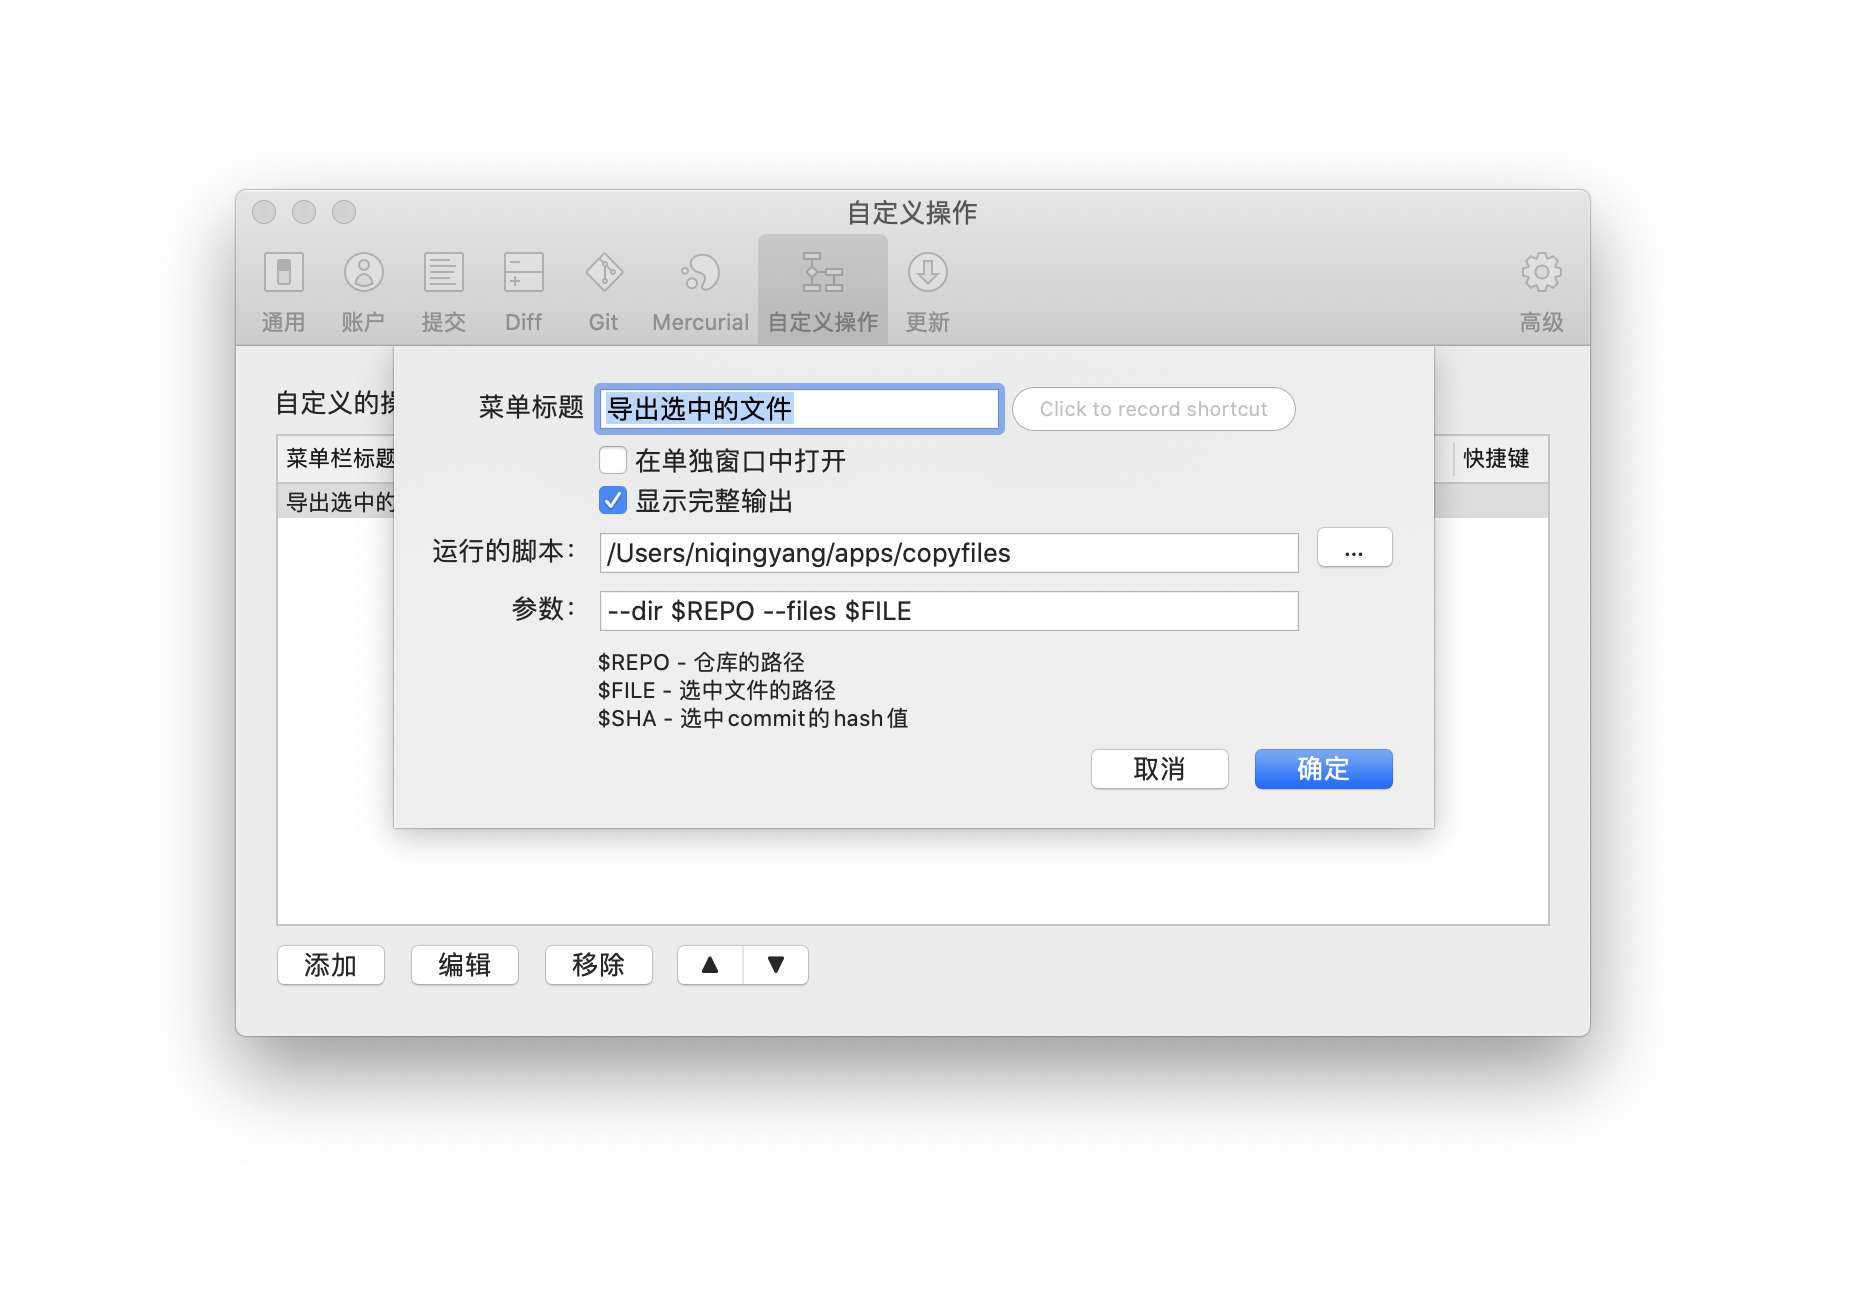 自定义操作
通用 账户 提交 Diff Git Mercurial 自定义操作 更新 高级
自定义的操
菜单标题 导出选中的文件 Click to record shortcut
在单独窗口中打开
菜单栏标题 快捷键
导出选中的
显示完整输出
运行的脚本： /Users/niqingyang/apps/copyfiles ...
参数： --dir $REPO --files $FILE
$REPO - 仓库的路径
$FILE - 选中文件的路径
$SHA - 选中commit的hash值
取消 确定
添加 编辑 移除